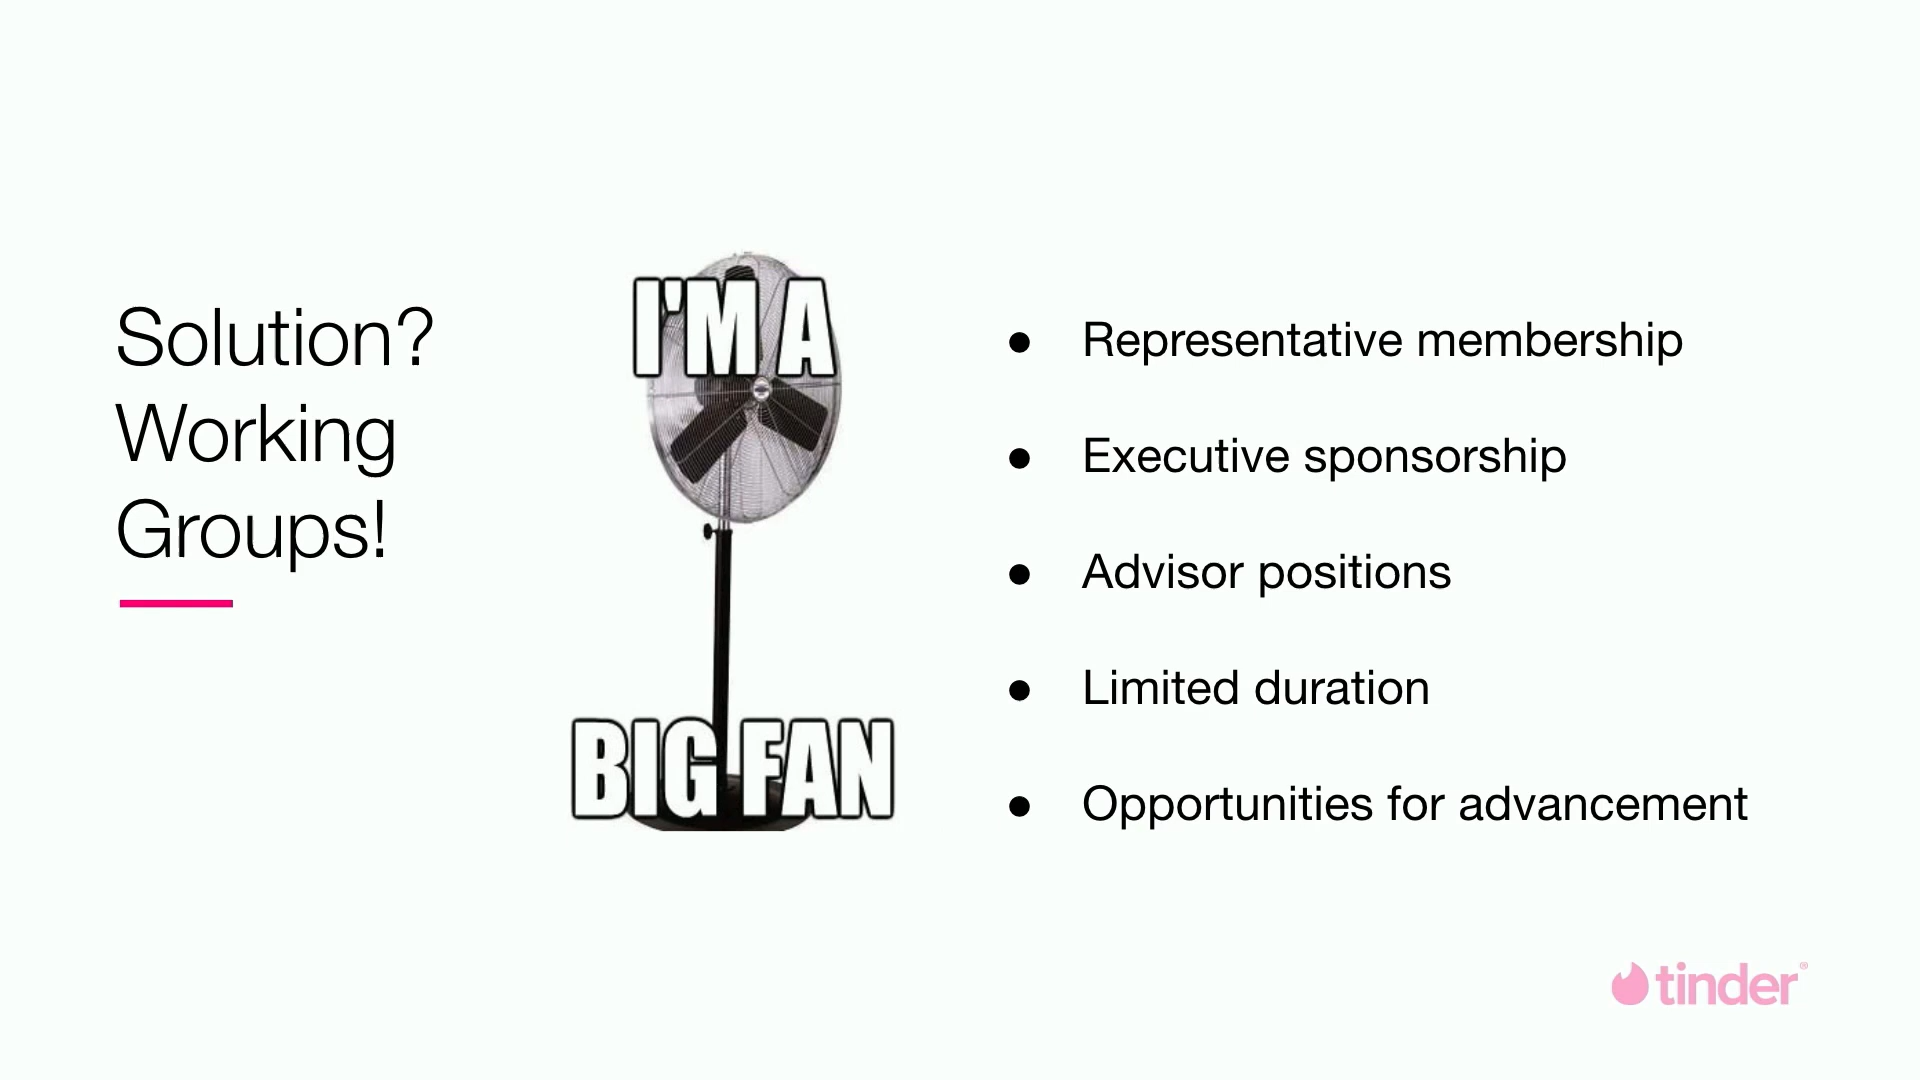 Solution?
Working
Groups!
I'M A
BIG FAN
● Representative membership
● Executive sponsorship
● Advisor positions
● Limited duration
● Opportunities for advancement
tinder®